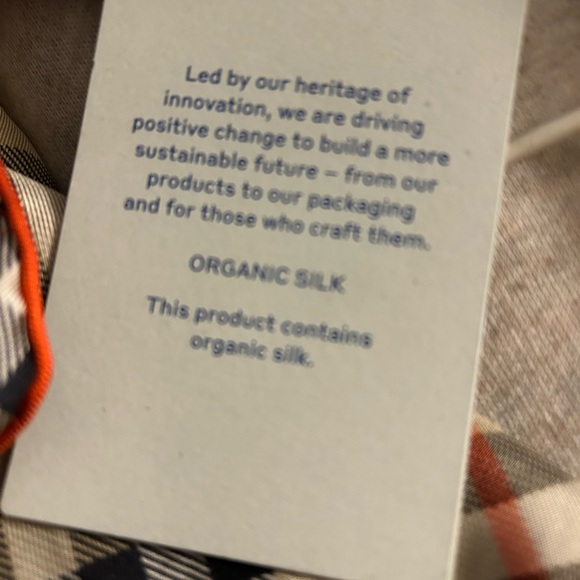 Led by our heritage of
innovation, we are driving
positive change to build a more
sustainable future – from our
products to our packaging
and for those who craft them.
ORGANIC SILK
This product contains
organic silk.